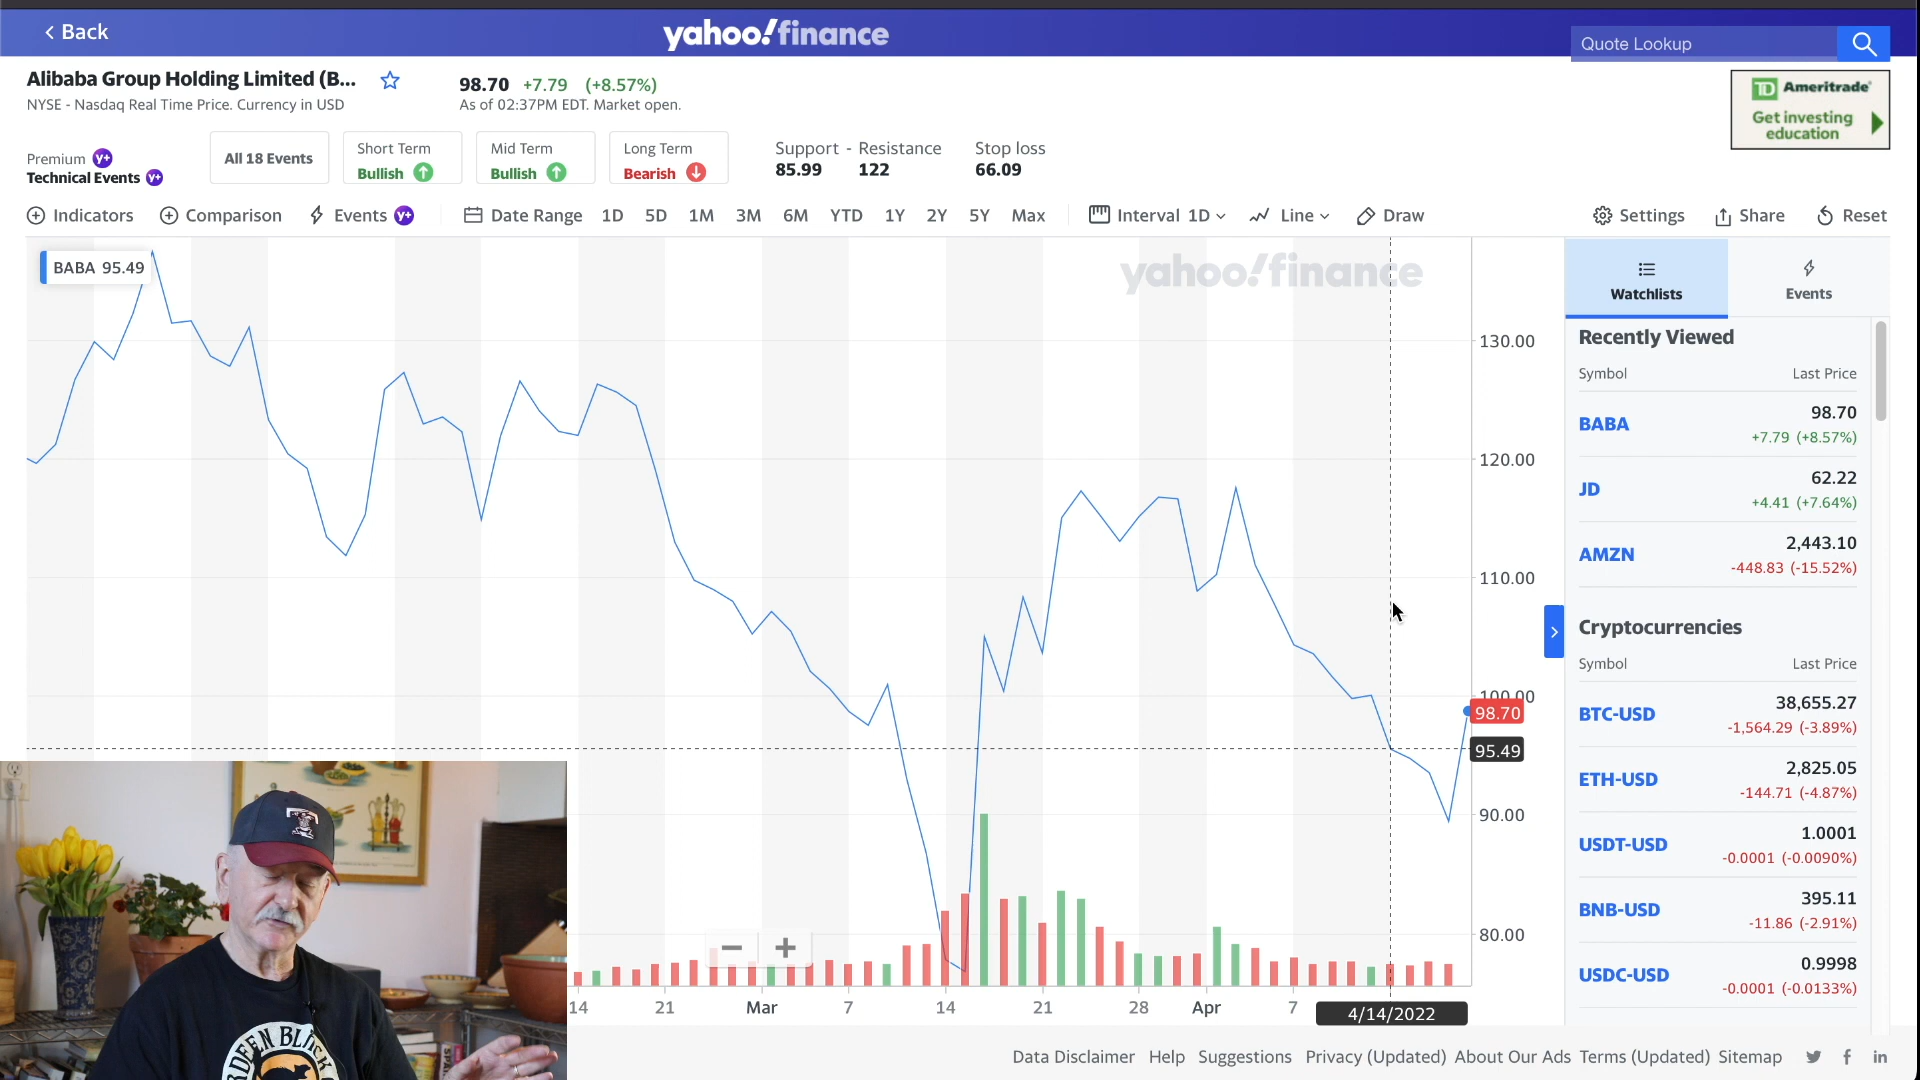 Back
yahoo!finance
Quote Lookup
Alibaba Group Holding Limited (B...
98.70 +7.79 (+8.57%)
NYSE - Nasdaq Real Time Price. Currency in USD
As of 02:37PM EDT. Market open.
TD Ameritrade
Get investing
education
Premium Y+
Technical Events Y+
All 18 Events
Short Term
Bullish
Mid Term
Bullish
Long Term
Bearish
Support - Resistance
85.99 122
Stop loss
66.09
Indicators Comparison Events Y+ Date Range 1D 5D 1M 3M 6M YTD 1Y 2Y 5Y Max Interval 1D Line Draw Settings Share Reset
BABA 95.49
yahoo!finance
130.00
120.00
110.00
100.00
98.70
95.49
90.00
80.00
14 21 Mar 7 14 21 28 Apr 7 4/14/2022
Watchlists
Events
Recently Viewed
Symbol Last Price
BABA 98.70
+7.79 (+8.57%)
JD 62.22
+4.41 (+7.64%)
AMZN 2,443.10
-448.83 (-15.52%)
Cryptocurrencies
Symbol Last Price
BTC-USD 38,655.27
-1,564.29 (-3.89%)
ETH-USD 2,825.05
-144.71 (-4.87%)
USDT-USD 1.0001
-0.0001 (-0.0090%)
BNB-USD 395.11
-11.86 (-2.91%)
USDC-USD 0.9998
-0.0001 (-0.0133%)
Data Disclaimer Help Suggestions Privacy (Updated) About Our Ads Terms (Updated) Sitemap
T